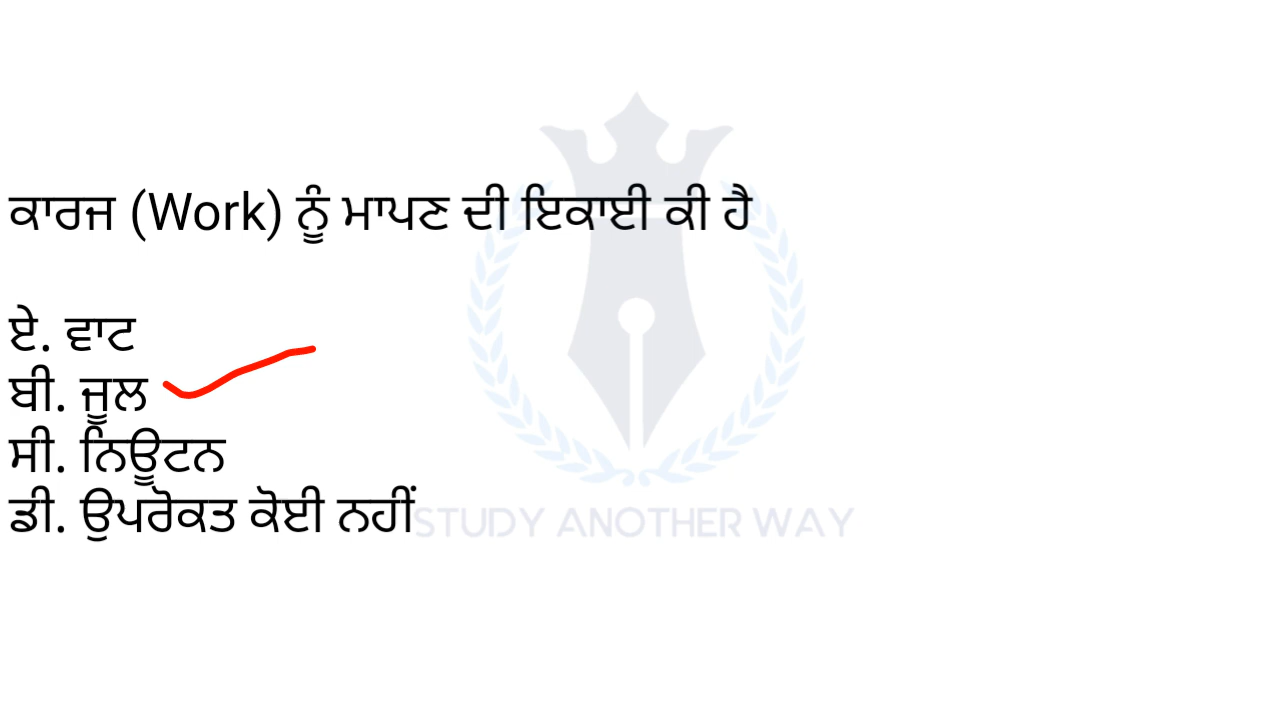 ਕਾਰਜ (Work) ਨੂੰ ਮਾਪਣ ਦੀ ਇਕਾਈ ਕੀ ਹੈ
ਏ. ਵਾਟ
ਬੀ. ਜੂਲ
ਸੀ. ਨਿਊਟਨ
ਡੀ. ਉਪਰੋਕਤ ਕੋਈ ਨਹੀਂ
STUDY ANOTHER WAY